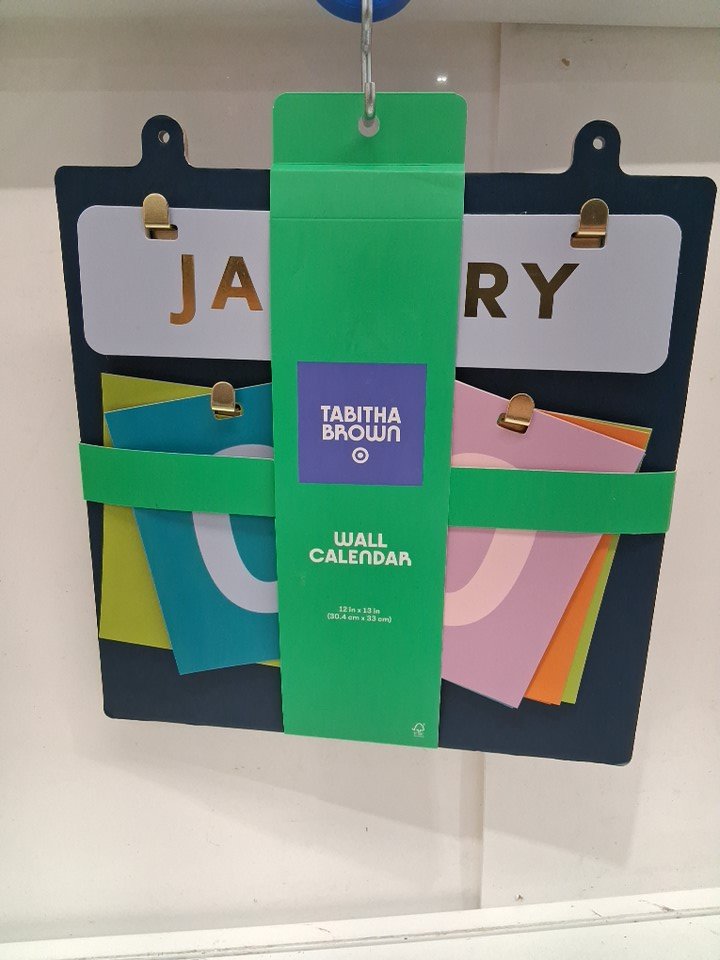 JA RY
TABITHA
BROWN
WALL
CALENDAR
12 in x 13 in
(30.4 cm x 33 cm)